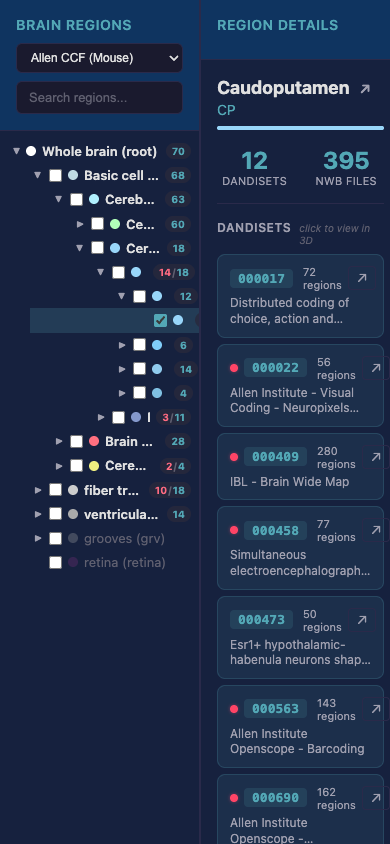 BRAIN REGIONS
Allen CCF (Mouse)
Search regions...
Whole brain (root) 70
Basic cell ... 68
Cereb... 63
Ce... 60
Cer... 18
14/18
12
6
14
4
3/11
Brain ... 28
Cere... 2/4
fiber tr... 10/18
ventricula... 14
grooves (grv)
retina (retina)
REGION DETAILS
Caudoputamen ↗
CP
12 395
DANDISETS NWB FILES
DANDISETS click to view in
3D
000017 72
regions ↗
Distributed coding of
choice, action and...
000022 56
regions ↗
Allen Institute - Visual
Coding - Neuropixels...
000409 280
regions ↗
IBL - Brain Wide Map
000458 77
regions ↗
Simultaneous
electroencephalograph...
000473 50
regions ↗
Esr1+ hypothalamic-
habenula neurons shap...
000563 143
regions ↗
Allen Institute
Openscope - Barcoding
000690 162
regions ↗
Allen Institute
Openscope -...